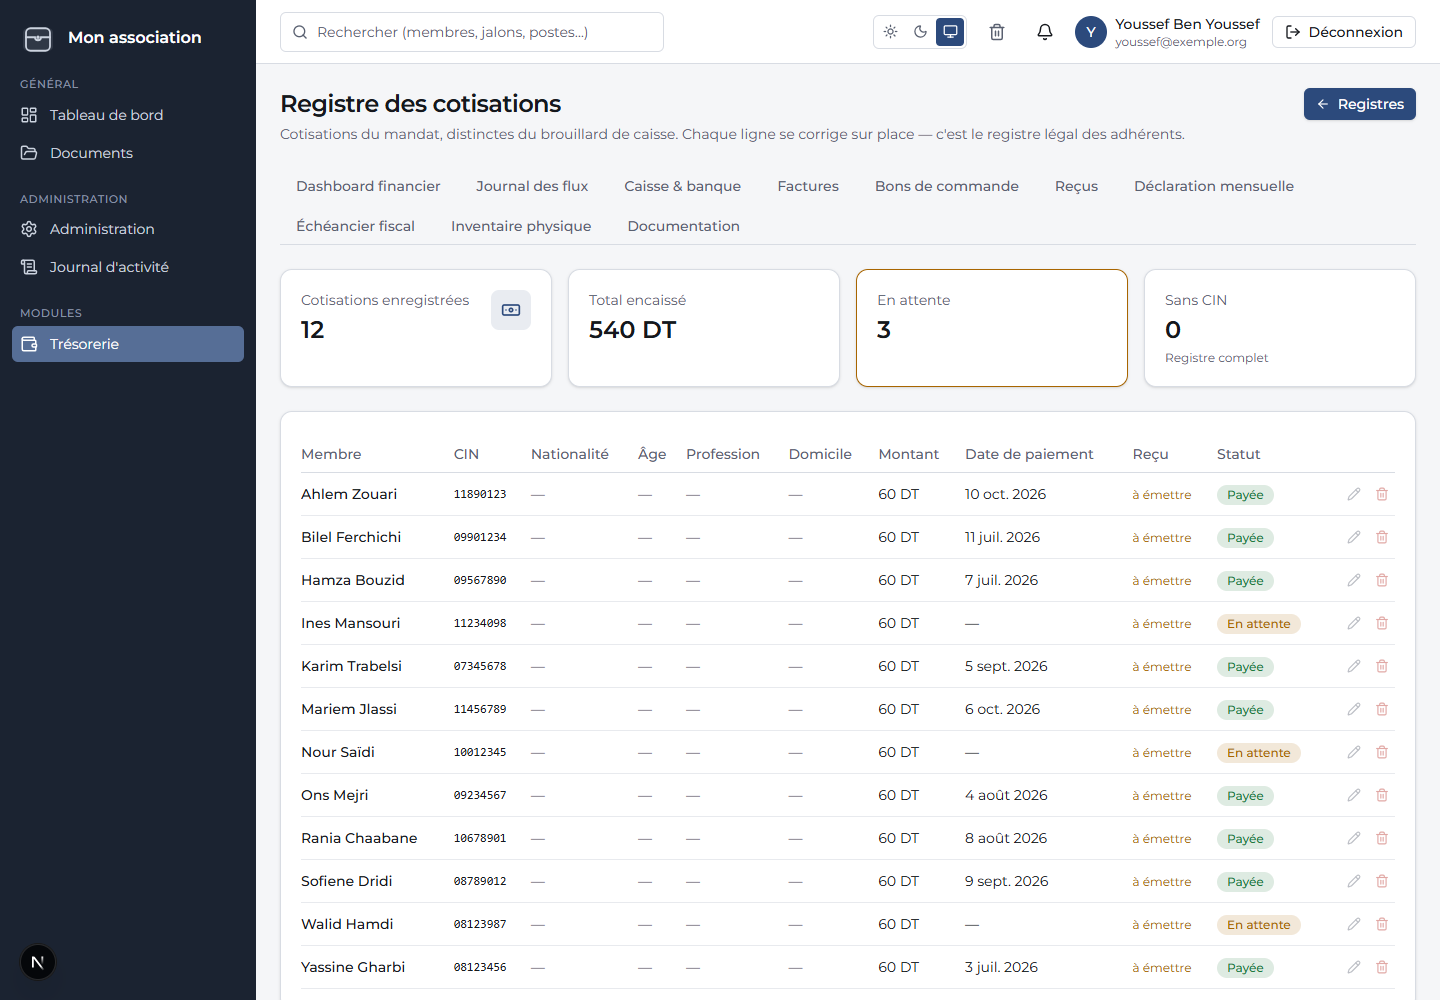 Mon association
Rechercher (membres, jalons, postes...)
Y
Youssef Ben Youssef
youssef@exemple.org
Déconnexion
GÉNÉRAL
Tableau de bord
Documents
ADMINISTRATION
Administration
Journal d'activité
MODULES
Trésorerie
N
Registre des cotisations
Registres
Cotisations du mandat, distinctes du brouillard de caisse. Chaque ligne se corrige sur place — c'est le registre légal des adhérents.
Dashboard financier Journal des flux Caisse & banque Factures Bons de commande Reçus Déclaration mensuelle
Échéancier fiscal Inventaire physique Documentation
Cotisations enregistrées
12
Total encaissé
540 DT
En attente
3
Sans CIN
0
Registre complet
Membre CIN Nationalité Âge Profession Domicile Montant Date de paiement Reçu Statut
Ahlem Zouari 11890123 — — — — 60 DT 10 oct. 2026 à émettre Payée
Bilel Ferchichi 09901234 — — — — 60 DT 11 juil. 2026 à émettre Payée
Hamza Bouzid 09567890 — — — — 60 DT 7 juil. 2026 à émettre Payée
Ines Mansouri 11234098 — — — — 60 DT — à émettre En attente
Karim Trabelsi 07345678 — — — — 60 DT 5 sept. 2026 à émettre Payée
Mariem Jlassi 11456789 — — — — 60 DT 6 oct. 2026 à émettre Payée
Nour Saïdi 10012345 — — — — 60 DT — à émettre En attente
Ons Mejri 09234567 — — — — 60 DT 4 août 2026 à émettre Payée
Rania Chaabane 10678901 — — — — 60 DT 8 août 2026 à émettre Payée
Sofiene Dridi 08789012 — — — — 60 DT 9 sept. 2026 à émettre Payée
Walid Hamdi 08123987 — — — — 60 DT — à émettre En attente
Yassine Gharbi 08123456 — — — — 60 DT 3 juil. 2026 à émettre Payée